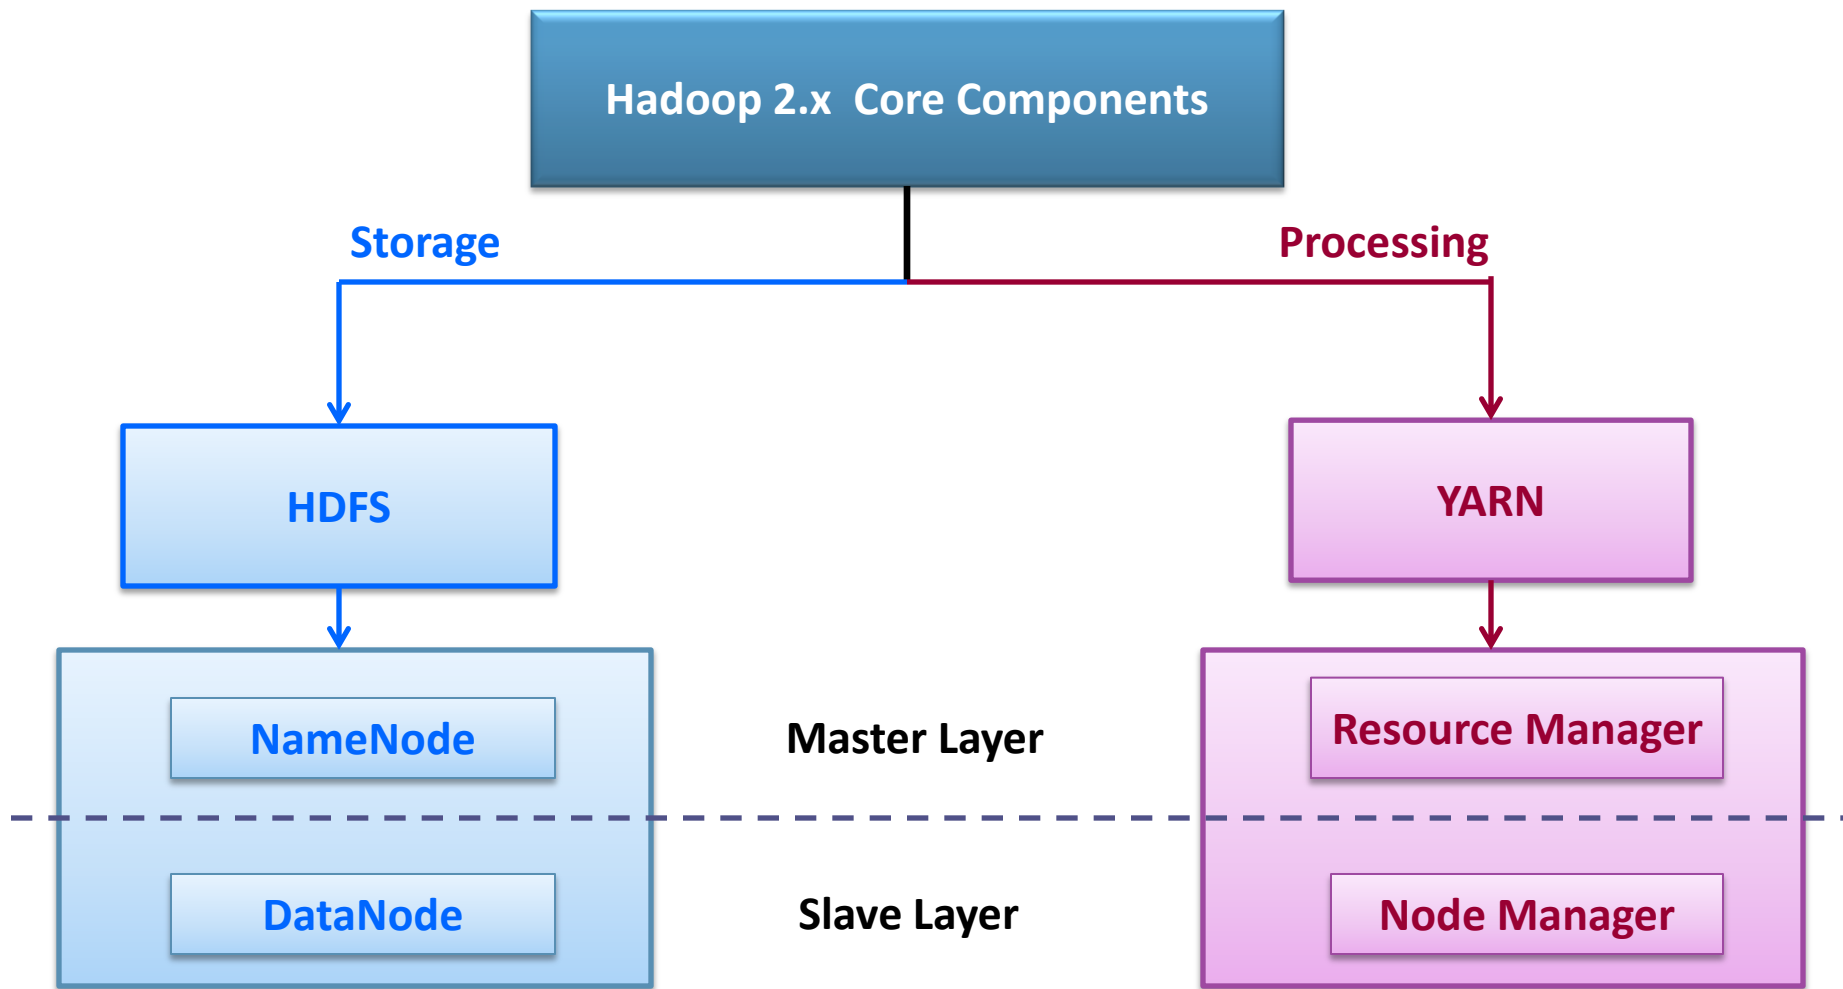 Hadoop 2.x  Core Components
Storage
Processing
HDFS
YARN
NameNode
Master Layer
Resource Manager
DataNode
Slave Layer
Node Manager